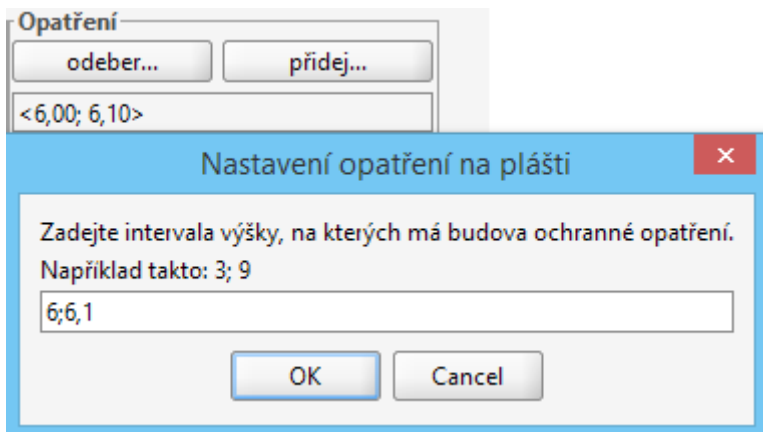 Opatření
odeber... přidej...
<6,00; 6,10>
Nastavení opatření na plášti
Zadejte intervala výšky, na kterých má budova ochranné opatření.
Například takto: 3; 9
6;6,1
OK Cancel